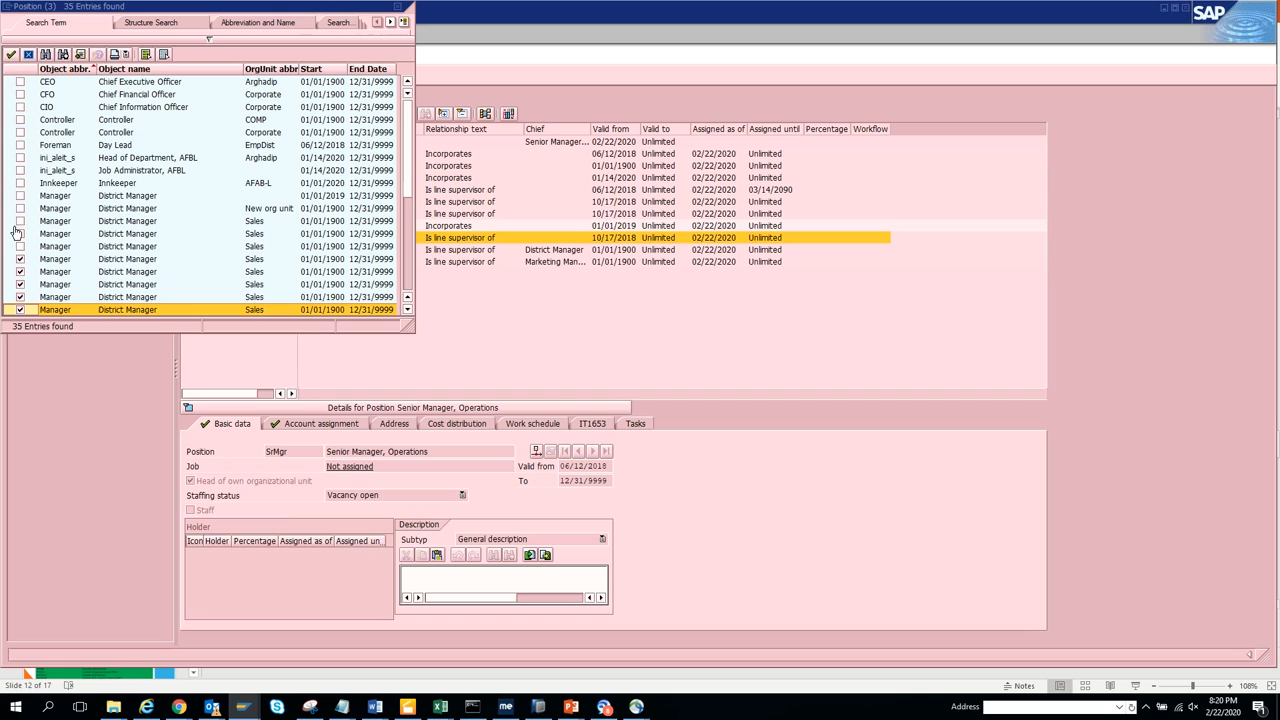 Position (3) 35 Entries found
SAP
Search Term Structure Search Abbreviation and Name Search...
Object abbr. Object name OrgUnit abbr Start End Date
CEO Chief Executive Officer Arghadip 01/01/1900 12/31/9999
CFO Chief Financial Officer Corporate 01/01/1900 12/31/9999
CIO Chief Information Officer Corporate 01/01/1900 12/31/9999
Controller Controller COMP 01/01/1900 12/31/9999
Controller Controller Corporate 01/01/1900 12/31/9999
Foreman Day Lead EmpDist 06/12/2018 12/31/9999
ini_aleit_s Head of Department, AFBL Arghadip 01/14/2020 12/31/9999
ini_aleit_s Job Administrator, AFBL 01/14/2020 12/31/9999
Innkeeper Innkeeper AFAB-L 01/01/2020 12/31/9999
Manager District Manager 01/01/2019 12/31/9999
Manager District Manager New org unit 01/01/1900 12/31/9999
Manager District Manager Sales 01/01/1900 12/31/9999
Manager District Manager Sales 01/01/1900 12/31/9999
Manager District Manager Sales 01/01/1900 12/31/9999
Manager District Manager Sales 01/01/1900 12/31/9999
Manager District Manager Sales 01/01/1900 12/31/9999
Manager District Manager Sales 01/01/1900 12/31/9999
Manager District Manager Sales 01/01/1900 12/31/9999
Manager District Manager Sales 01/01/1900 12/31/9999
35 Entries found
Relationship text Chief Valid from Valid to Assigned as of Assigned until Percentage Workflow
Senior Manager... 02/22/2020 Unlimited
Incorporates 06/12/2018 Unlimited 02/22/2020 Unlimited
Incorporates 01/01/1900 Unlimited 02/22/2020 Unlimited
Incorporates 01/14/2020 Unlimited 02/22/2020 Unlimited
Is line supervisor of 06/12/2018 Unlimited 02/22/2020 03/14/2090
Is line supervisor of 10/17/2018 Unlimited 02/22/2020 Unlimited
Is line supervisor of 10/17/2018 Unlimited 02/22/2020 Unlimited
Incorporates 01/01/2019 Unlimited 02/22/2020 Unlimited
Is line supervisor of 10/17/2018 Unlimited 02/22/2020 Unlimited
Is line supervisor of District Manager 01/01/1900 Unlimited 02/22/2020 Unlimited
Is line supervisor of Marketing Man... 01/01/1900 Unlimited 02/22/2020 Unlimited
Details for Position Senior Manager, Operations
Basic data Account assignment Address Cost distribution Work schedule IT1653 Tasks
Position SrMgr Senior Manager, Operations
Job Not assigned Valid from 06/12/2018
Head of own organizational unit To 12/31/9999
Staffing status Vacancy open
Staff
Holder
Icon Holder Percentage Assigned as of Assigned un...
Description
Subtype General description
Slide 12 of 17 Notes 108%
Address 8:20 PM
2/22/2020